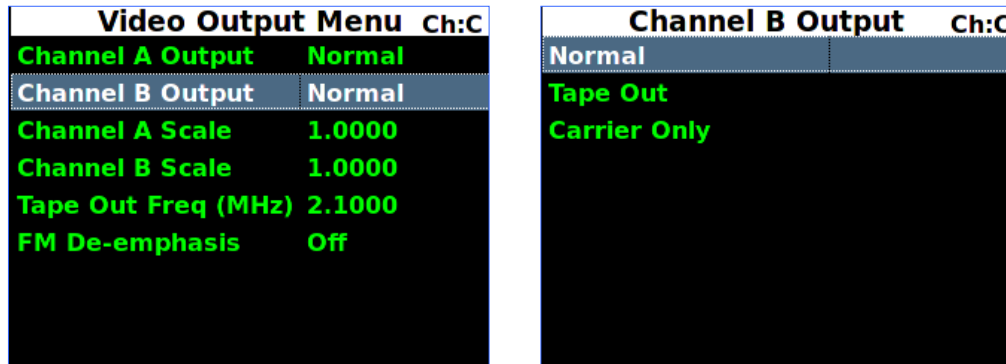 Video Output Menu Ch:C
Channel A Output Normal
Channel B Output Normal
Channel A Scale 1.0000
Channel B Scale 1.0000
Tape Out Freq (MHz) 2.1000
FM De-emphasis Off
Channel B Output Ch:C
Normal
Tape Out
Carrier Only